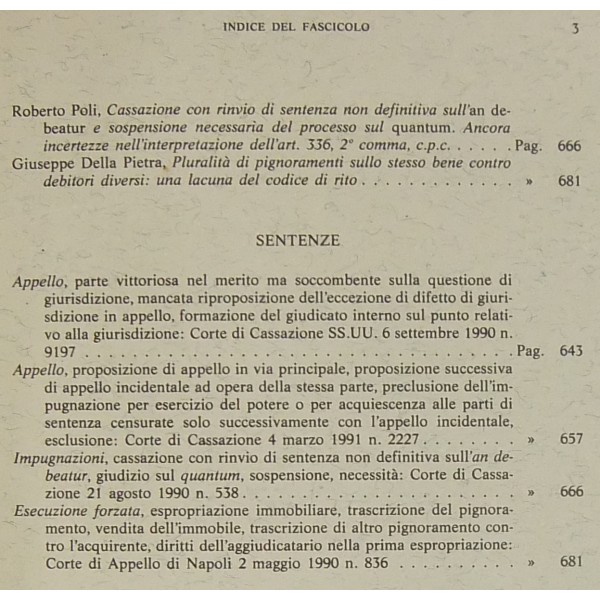 INDICE DEL FASCICOLO 3
Roberto Poli, Cassazione con rinvio di sentenza non definitiva sull'an de-
beatur e sospensione necessaria del processo sul quantum. Ancora
incertezze nell'interpretazione dell'art. 336, 2° comma, c.p.c. . . . . . Pag. 666
Giuseppe Della Pietra, Pluralità di pignoramenti sullo stesso bene contro
debitori diversi: una lacuna del codice di rito . . . . . . . . . . . . . » 681
SENTENZE
Appello, parte vittoriosa nel merito ma soccombente sulla questione di
giurisdizione, mancata riproposizione dell'eccezione di difetto di giuri-
sdizione in appello, formazione del giudicato interno sul punto relati-
vo alla giurisdizione: Corte di Cassazione SS.UU. 6 settembre 1990 n.
9197 . . . . . . . . . . . . . . . . . . . . . . . . . . . . . . . . . . . . . . Pag. 643
Appello, proposizione di appello in via principale, proposizione successiva
di appello incidentale ad opera della stessa parte, preclusione dell'im-
pugnazione per esercizio del potere o per acquiescenza alle parti di
sentenza censurate solo successivamente con l'appello incidentale,
esclusione: Corte di Cassazione 4 marzo 1991 n. 2227 . . . . . . . . » 657
Impugnazioni, cassazione con rinvio di sentenza non definitiva sull'an de-
beatur, giudizio sul quantum, sospensione, necessità: Corte di Cassa-
zione 21 agosto 1990 n. 538 . . . . . . . . . . . . . . . . . . . . . . . » 666
Esecuzione forzata, espropriazione immobiliare, trascrizione del pignora-
mento, vendita dell'immobile, trascrizione di altro pignoramento con-
tro l'acquirente, diritti dell'aggiudicatario nella prima espropriazione:
Corte di Appello di Napoli 2 maggio 1990 n. 836 . . . . . . . . . . » 681